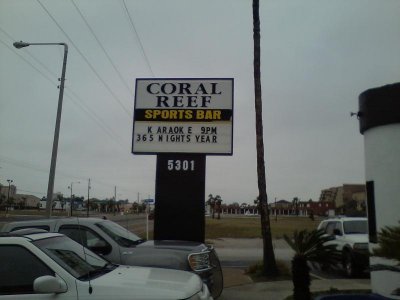 CORAL
REEF
SPORTS BAR
KARAOKE 9PM
365 NIGHTS YEAR
5301